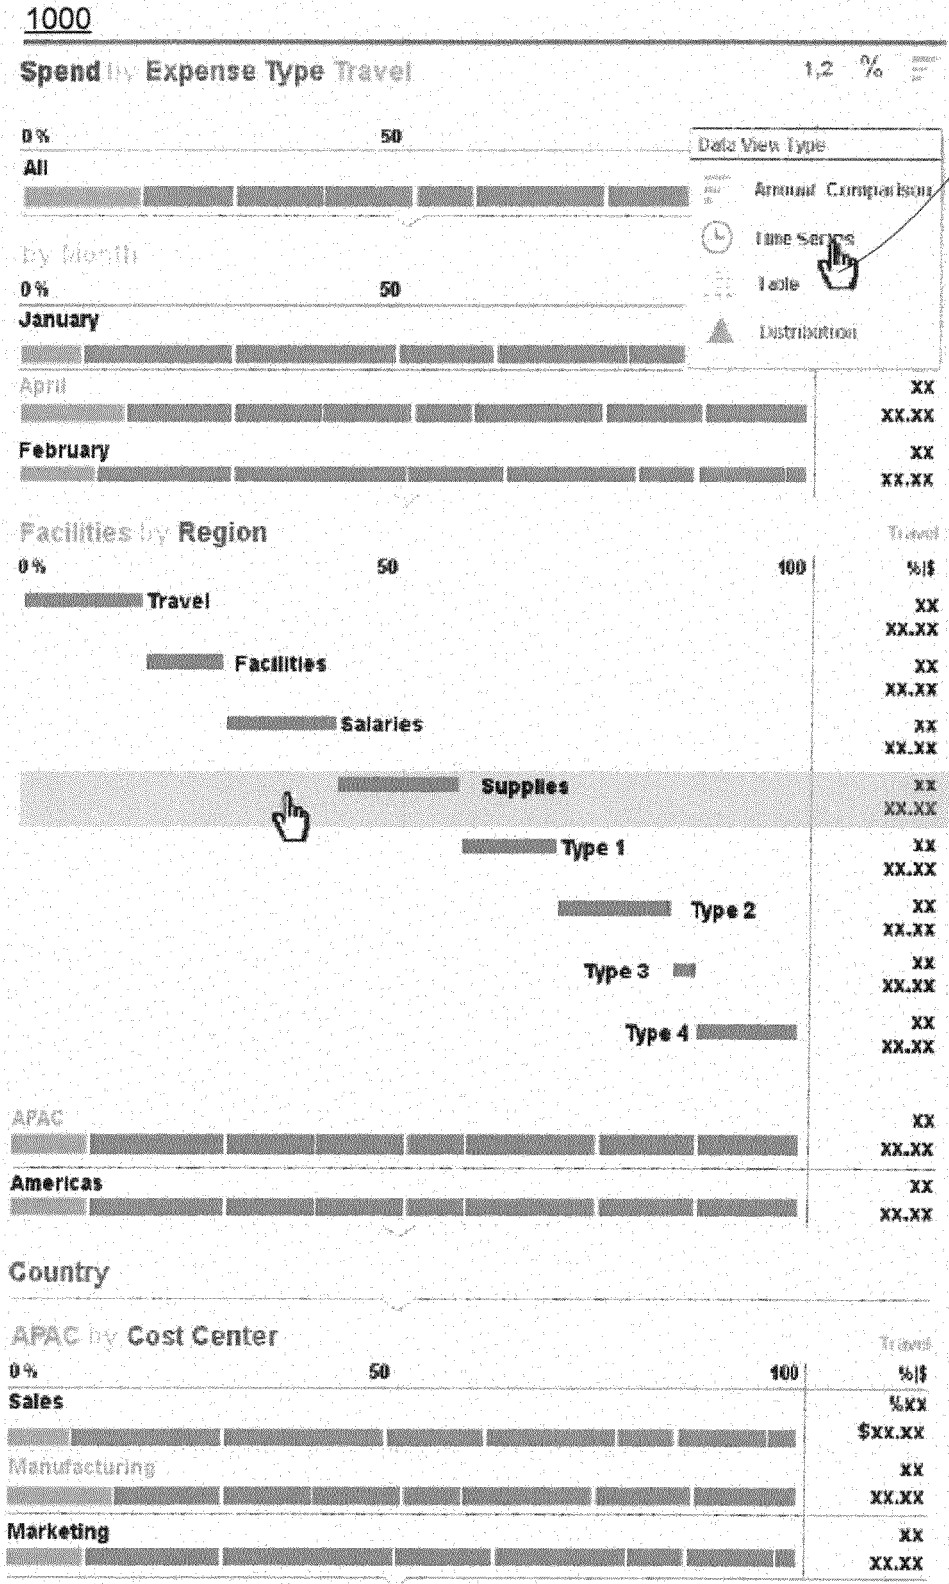 1000
Spend by Expense Type Travel 1,2 %
0% 50
All
Data View Type
Amount Comparison
Time Series
Table
Distribution
by Month
0% 50
January
April xx
xx.xx
February xx
xx.xx
Facilities by Region Travel
0% 50 100 %|$
Travel xx
xx.xx
Facilities xx
xx.xx
Salaries xx
xx.xx
Supplies xx
xx.xx
Type 1 xx
xx.xx
Type 2 xx
xx.xx
Type 3 xx
xx.xx
Type 4 xx
xx.xx
APAC xx
xx.xx
Americas xx
xx.xx
Country
APAC by Cost Center Travel
0% 50 100 %|$
Sales %xx
$xx.xx
Manufacturing xx
xx.xx
Marketing xx
xx.xx